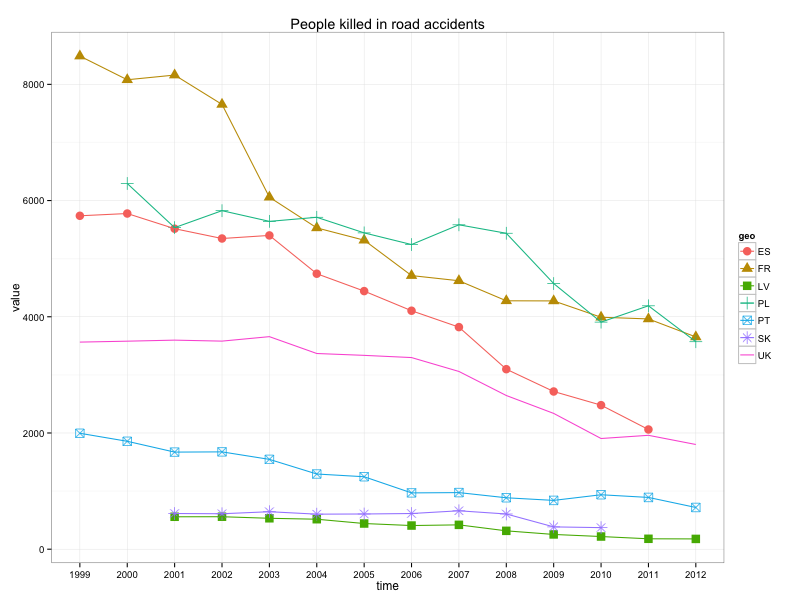 People killed in road accidents
value
8000
6000
4000
2000
0
1999 2000 2001 2002 2003 2004 2005 2006 2007 2008 2009 2010 2011 2012
time
geo
ES
FR
LV
PL
PT
SK
UK